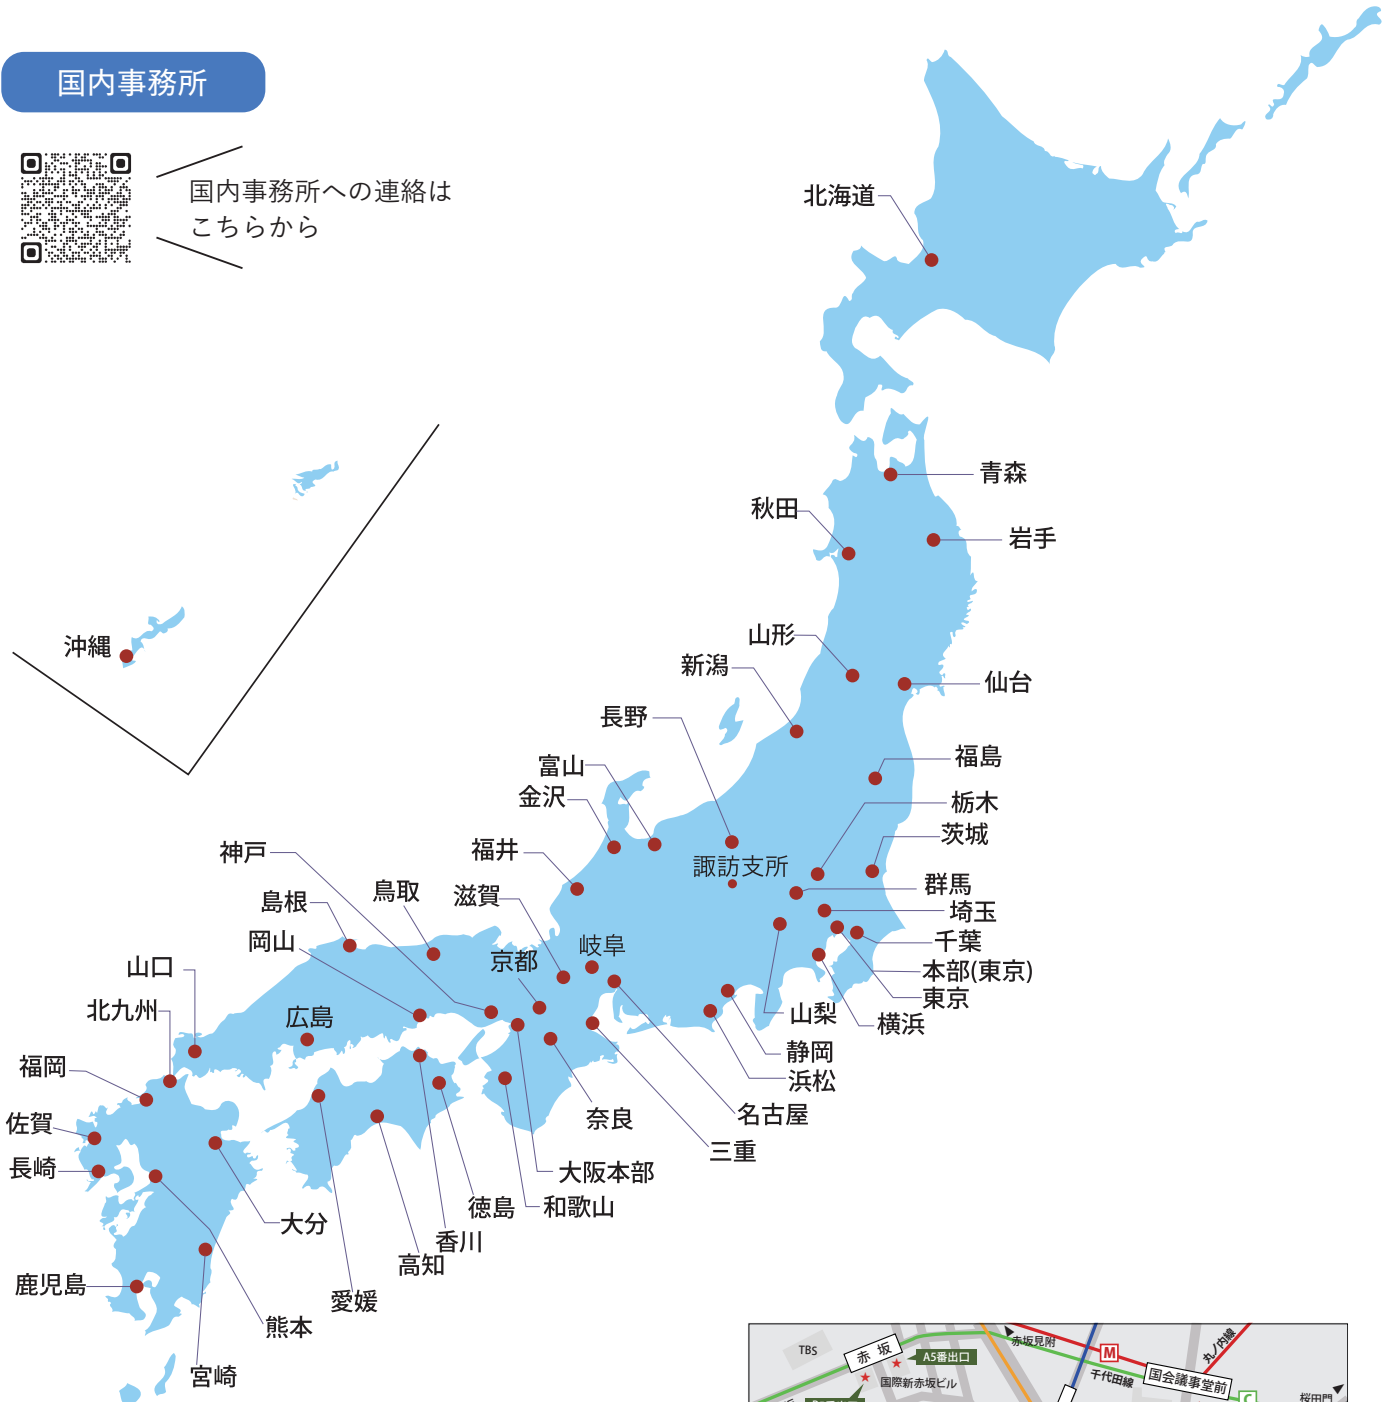 国内事務所
国内事務所への連絡は
こちらから
北海道
青森
秋田
岩手
山形
新潟
仙台
沖縄
長野
富山
金沢
福島
栃木
茨城
神戸
福井
諏訪支所
群馬
鳥取
滋賀
島根
埼玉
岡山
京都
岐阜
千葉
山口
本部(東京)
東京
北九州
広島
山梨
横浜
静岡
福岡
浜松
佐賀
奈良
名古屋
三重
長崎
大阪本部
徳島
和歌山
大分
香川
高知
鹿児島
愛媛
熊本
宮崎
TBS
赤坂
A5番出口
国際新赤坂ビル
赤坂見附
M
千代田線
丸ノ内線
国会議事堂前
C
桜田門